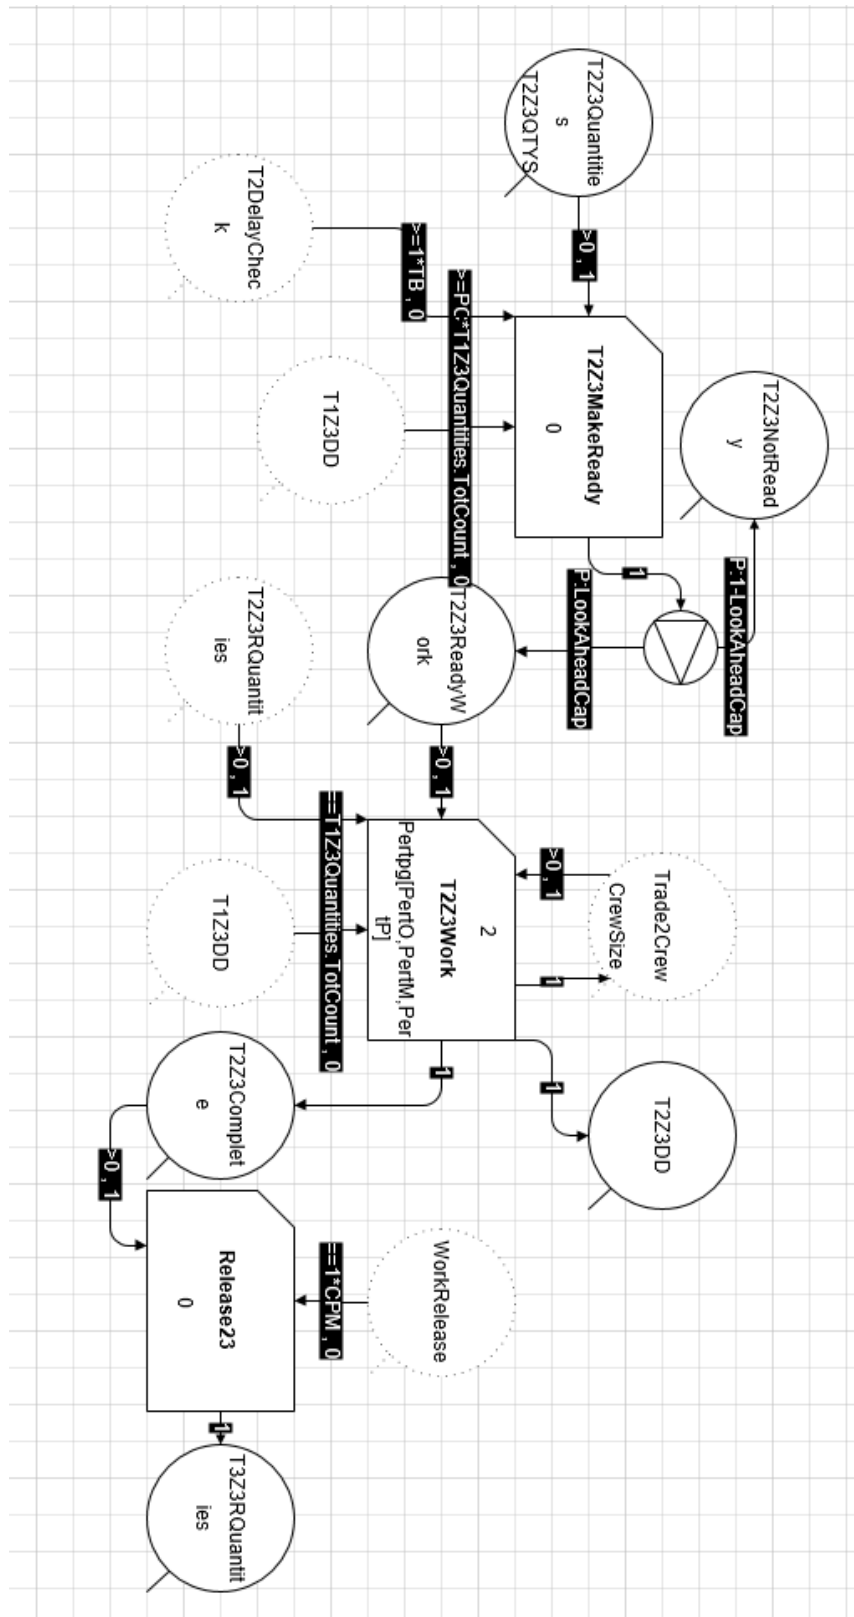 T2Z3Quantitie
s
T2Z3QTYS
>0 , 1
T2DelayChec
k
>=1*TB , 0
T2Z3MakeReady
0
T1Z3DD
>=PC*T1Z3Quantities.TotCount , 0
T2Z3NotRead
y
1
P:1-LookAheadCap
P:LookAheadCap
T2Z3ReadyW
ork
>0 , 1
T2Z3RQuantit
ies
>0 , 1
2
T2Z3Work
Pertpg[PertO,PertM,Per
tP]
Trade2Crew
CrewSize
>0 , 1
1
T1Z3DD
==T1Z3Quantities.TotCount , 0
1
T2Z3DD
1
T2Z3Complet
e
>0 , 1
Release23
0
WorkRelease
==1*CPM , 0
1
T3Z3RQuantit
ies